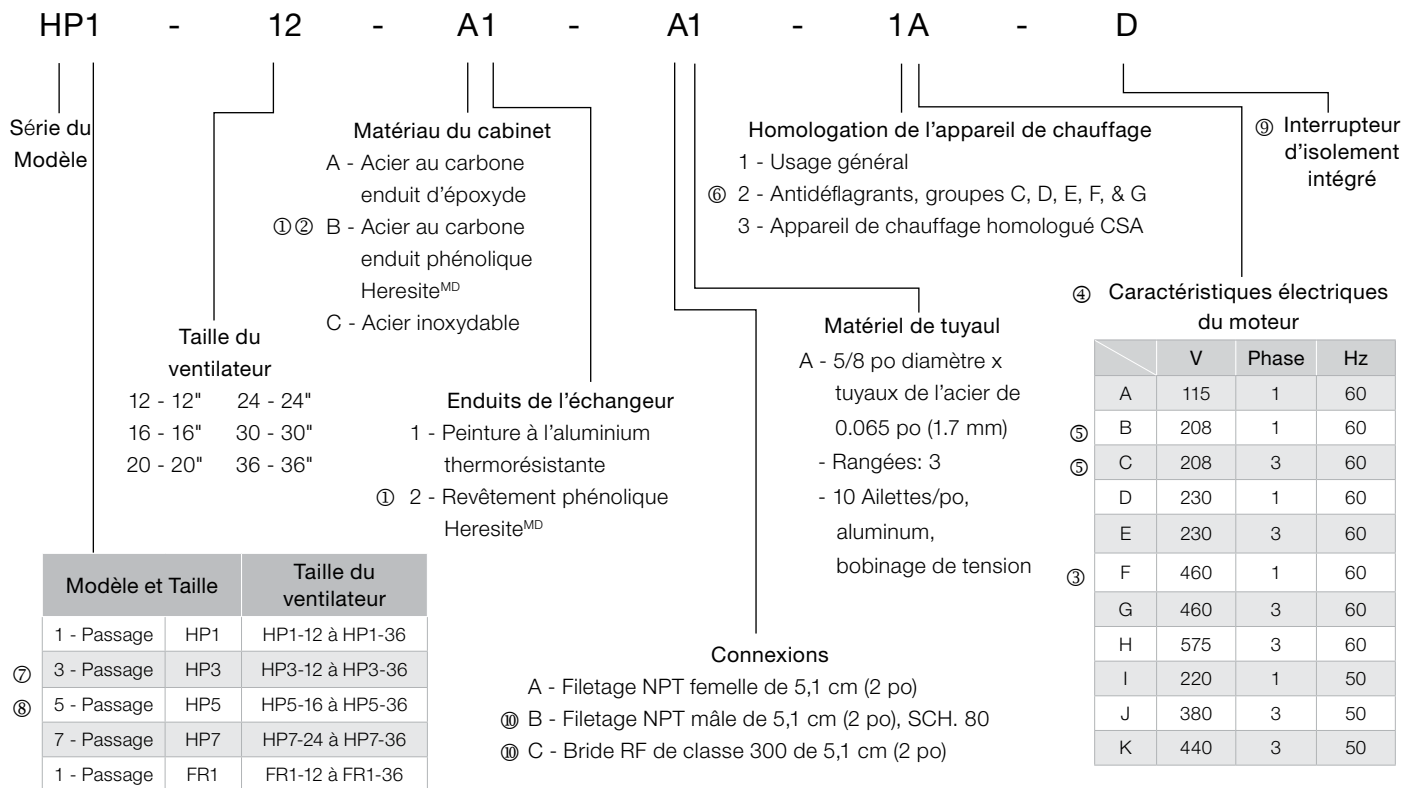 HP1 - 12 - A1 - A1 - 1A - D
Série du
Modèle
Taille du
ventilateur
12 - 12" 24 - 24"
16 - 16" 30 - 30"
20 - 20" 36 - 36"
Matériau du cabinet
A - Acier au carbone
enduit d'époxyde
①② B - Acier au carbone
enduit phénolique
Heresite^MD
C - Acier inoxydable
Enduits de l'échangeur
1 - Peinture à l'aluminium
thermorésistante
① 2 - Revêtement phénolique
Heresite^MD
Homologation de l'appareil de chauffage
1 - Usage général
⑥ 2 - Antidéflagrants, groupes C, D, E, F, & G
3 - Appareil de chauffage homologué CSA
Matériel de tuyaul
A - 5/8 po diamètre x
tuyaux de l'acier de
0.065 po (1.7 mm)
- Rangées: 3
- 10 Ailettes/po,
aluminum,
bobinage de tension
⑨ Interrupteur
d'isolement
intégré
④ Caractéristiques électriques
du moteur
V Phase Hz
A 115 1 60
⑤ B 208 1 60
⑤ C 208 3 60
D 230 1 60
E 230 3 60
③ F 460 1 60
G 460 3 60
H 575 3 60
I 220 1 50
J 380 3 50
K 440 3 50
Modèle et Taille Taille du
ventilateur
1 - Passage HP1 HP1-12 à HP1-36
⑦ 3 - Passage HP3 HP3-12 à HP3-36
⑧ 5 - Passage HP5 HP5-16 à HP5-36
7 - Passage HP7 HP7-24 à HP7-36
1 - Passage FR1 FR1-12 à FR1-36
Connexions
A - Filetage NPT femelle de 5,1 cm (2 po)
⑩ B - Filetage NPT mâle de 5,1 cm (2 po), SCH. 80
⑩ C - Bride RF de classe 300 de 5,1 cm (2 po)